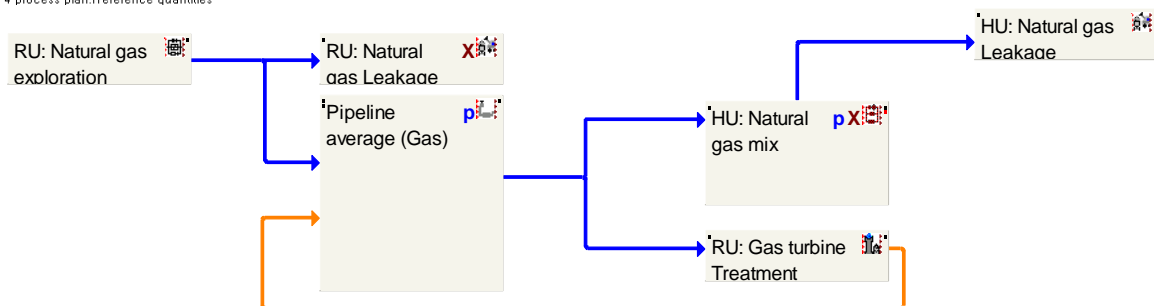 RU: Natural gas
exploration
RU: Natural
gas Leakage
X
Pipeline
average (Gas)
p
HU: Natural
gas mix
p X
RU: Gas turbine
Treatment
HU: Natural gas
Leakage